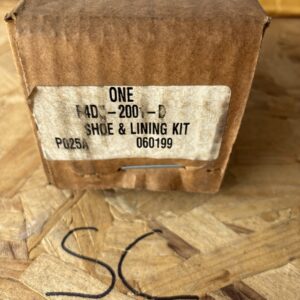 ONE
SHOE & LINING KIT
P025A 060199
SC